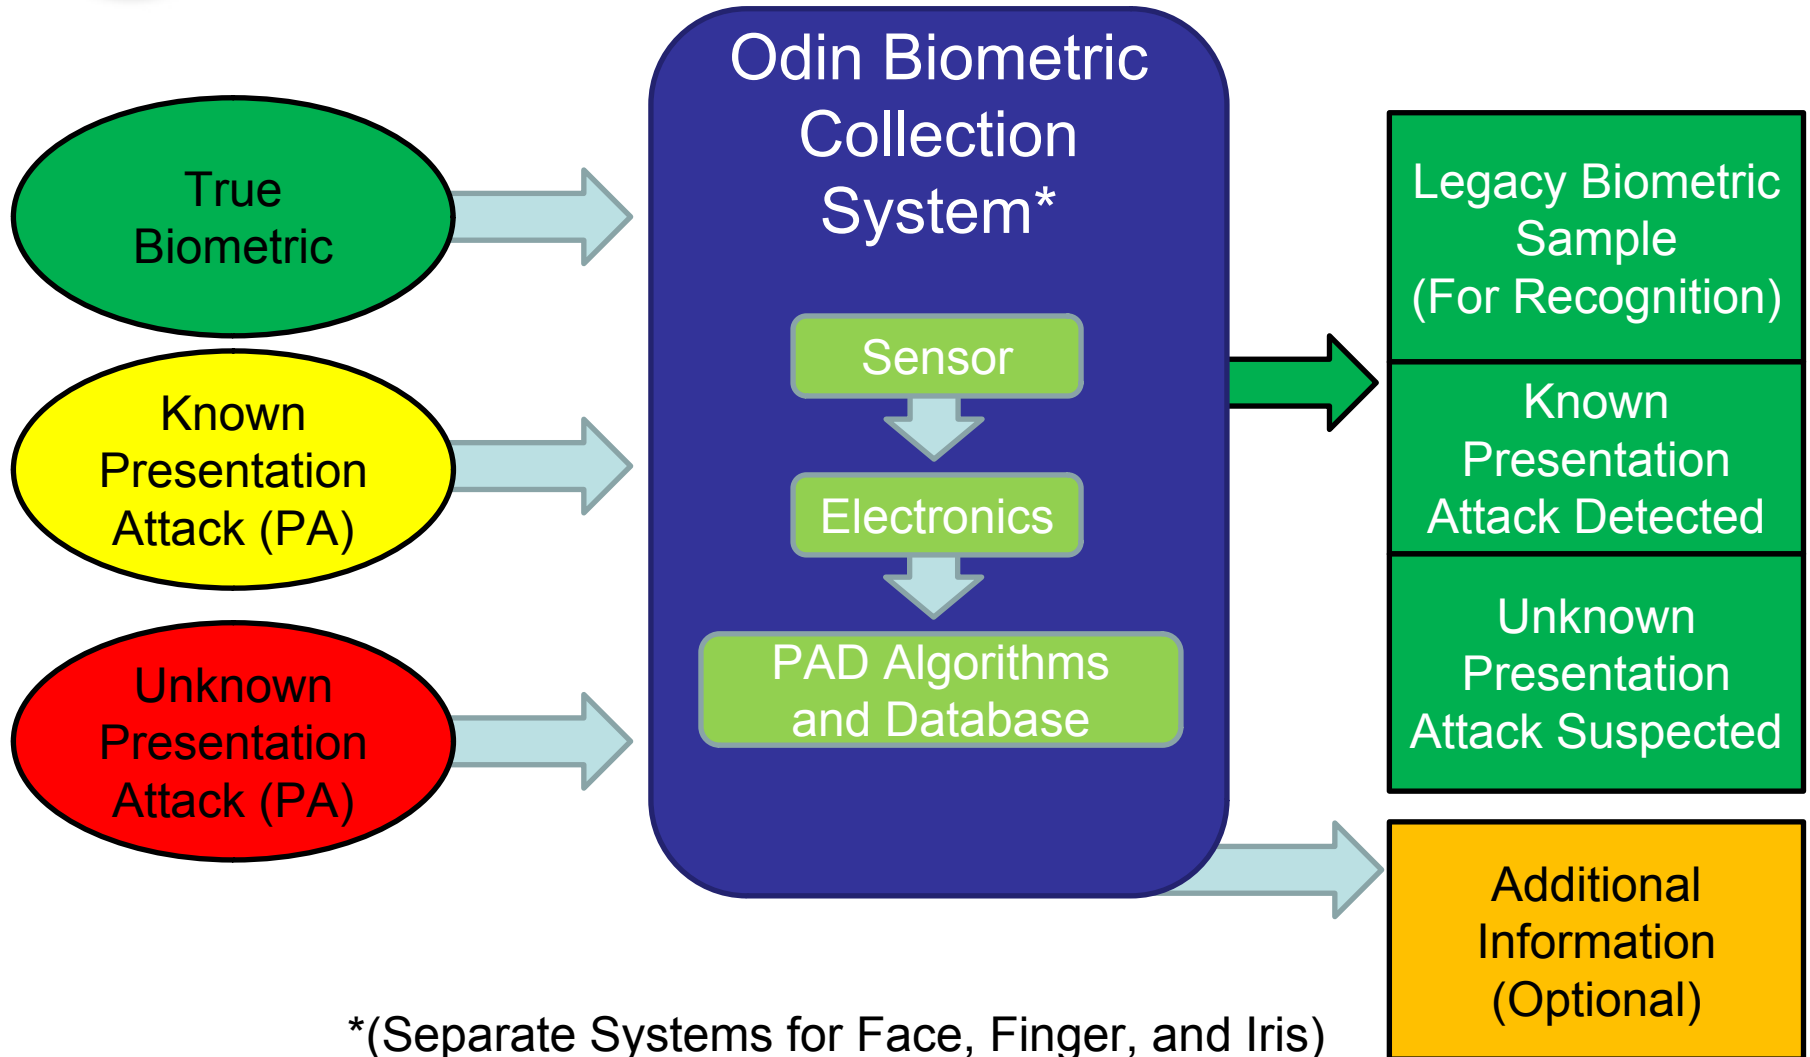 True
Biometric
Known
Presentation
Attack (PA)
Unknown
Presentation
Attack (PA)
Odin Biometric
Collection
System*
Sensor
Electronics
PAD Algorithms
and Database
Legacy Biometric
Sample
(For Recognition)
Known
Presentation
Attack Detected
Unknown
Presentation
Attack Suspected
Additional
Information
(Optional)
*(Separate Systems for Face, Finger, and Iris)